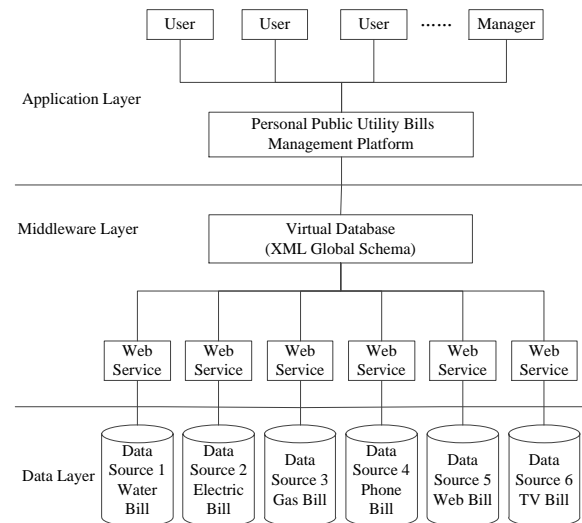 User
User
User
......
Manager
Application Layer
Personal Public Utility Bills
Management Platform
Middleware Layer
Virtual Database
(XML Global Schema)
Web
Service
Web
Service
Web
Service
Web
Service
Web
Service
Web
Service
Data Layer
Data
Source 1
Water
Bill
Data
Source 2
Electric
Bill
Data
Source 3
Gas Bill
Data
Source 4
Phone
Bill
Data
Source 5
Web Bill
Data
Source 6
TV Bill